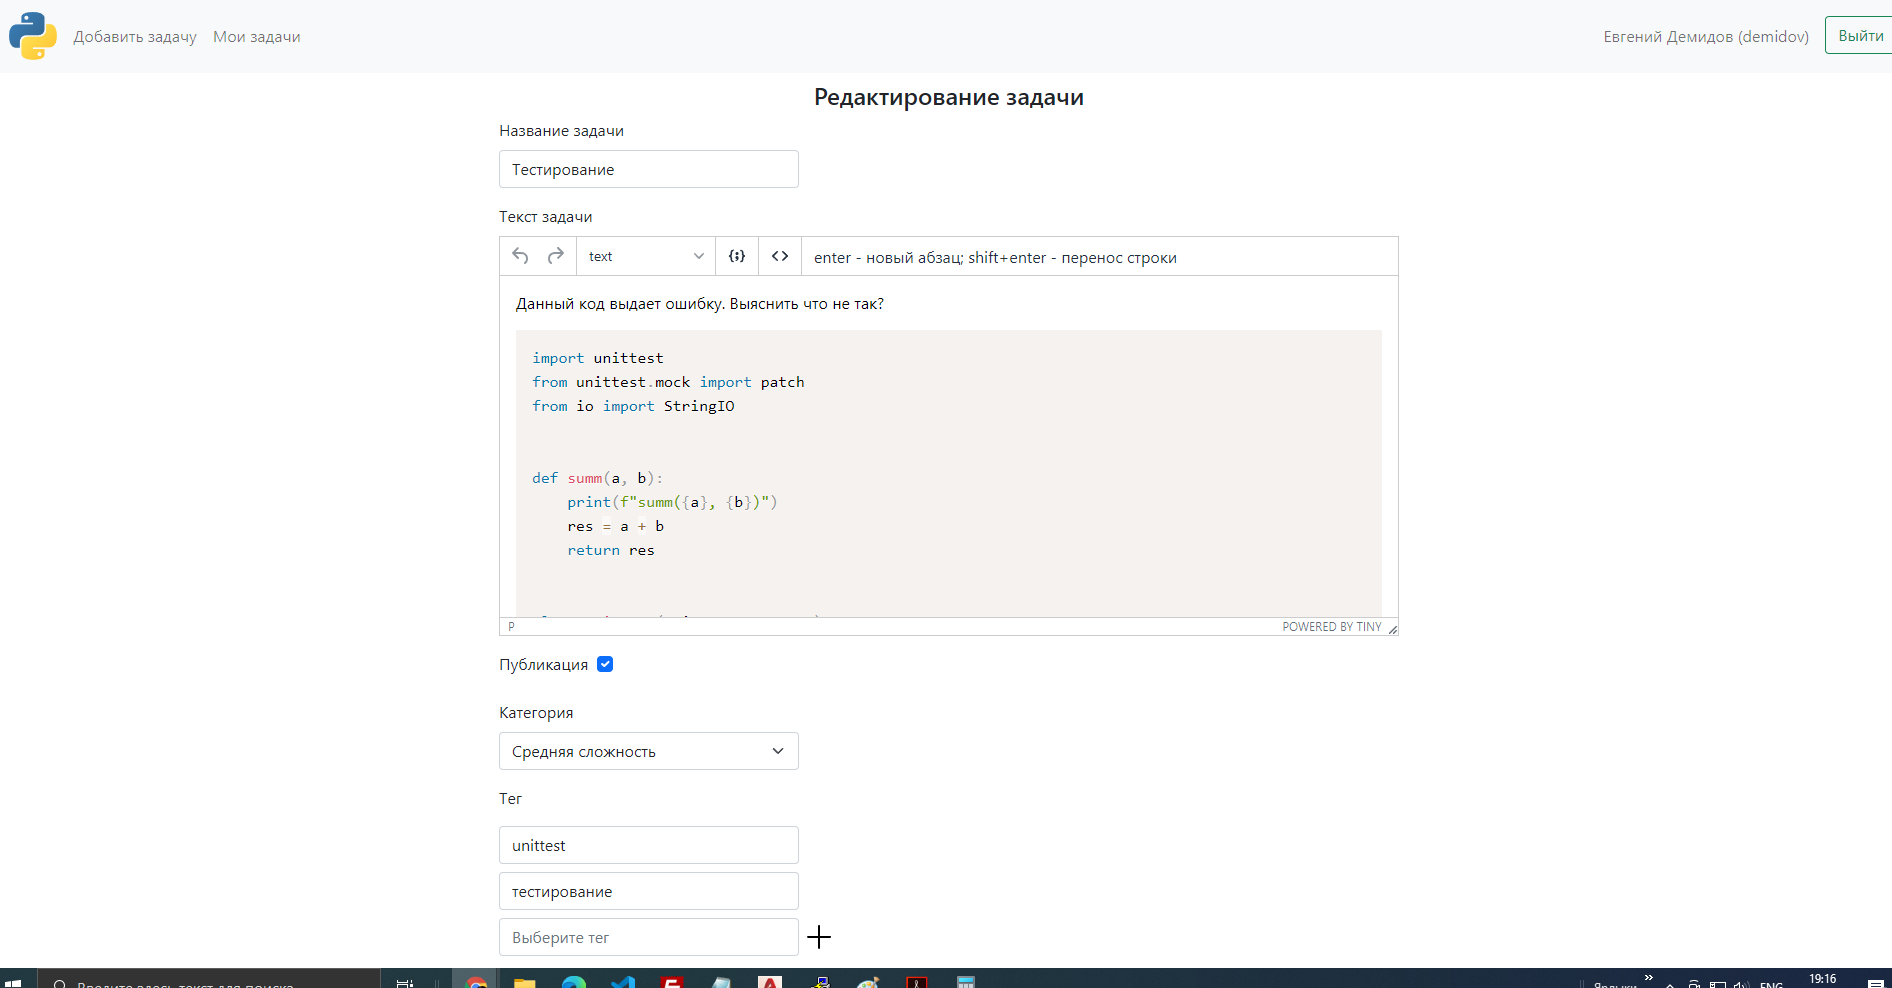 Добавить задачу Мои задачи Евгений Демидов (demidov) Выйти
Редактирование задачи
Название задачи
Тестирование
Текст задачи
text {;} <> enter - новый абзац; shift+enter - перенос строки
Данный код выдает ошибку. Выяснить что не так?
import unittest
from unittest.mock import patch
from io import StringIO
def summ(a, b):
    print(f"summ({a}, {b})")
    res = a + b
    return res
P POWERED BY TINY
Публикация
Категория
Средняя сложность
Тег
unittest
тестирование
Выберите тег
Введите здесь текст для поиска
Ярлыки » ENG 19:16